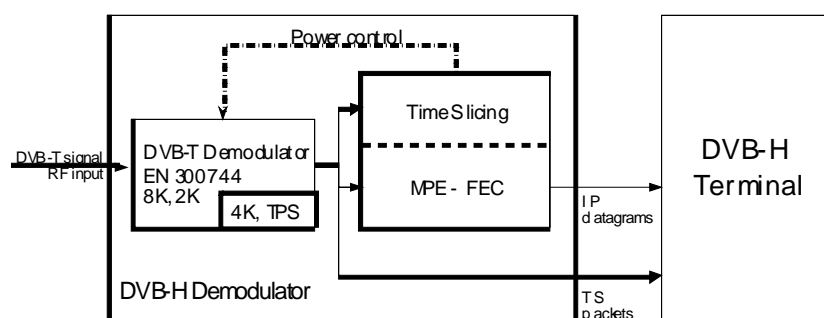 Power control
Time Slicing
MPE - FEC
DVB-T signal
RF input
DVB-T Demodulator
EN 300744
8K, 2K
4K, TPS
DVB-H
Terminal
IP
datagrams
DVB-H Demodulator
TS
packets